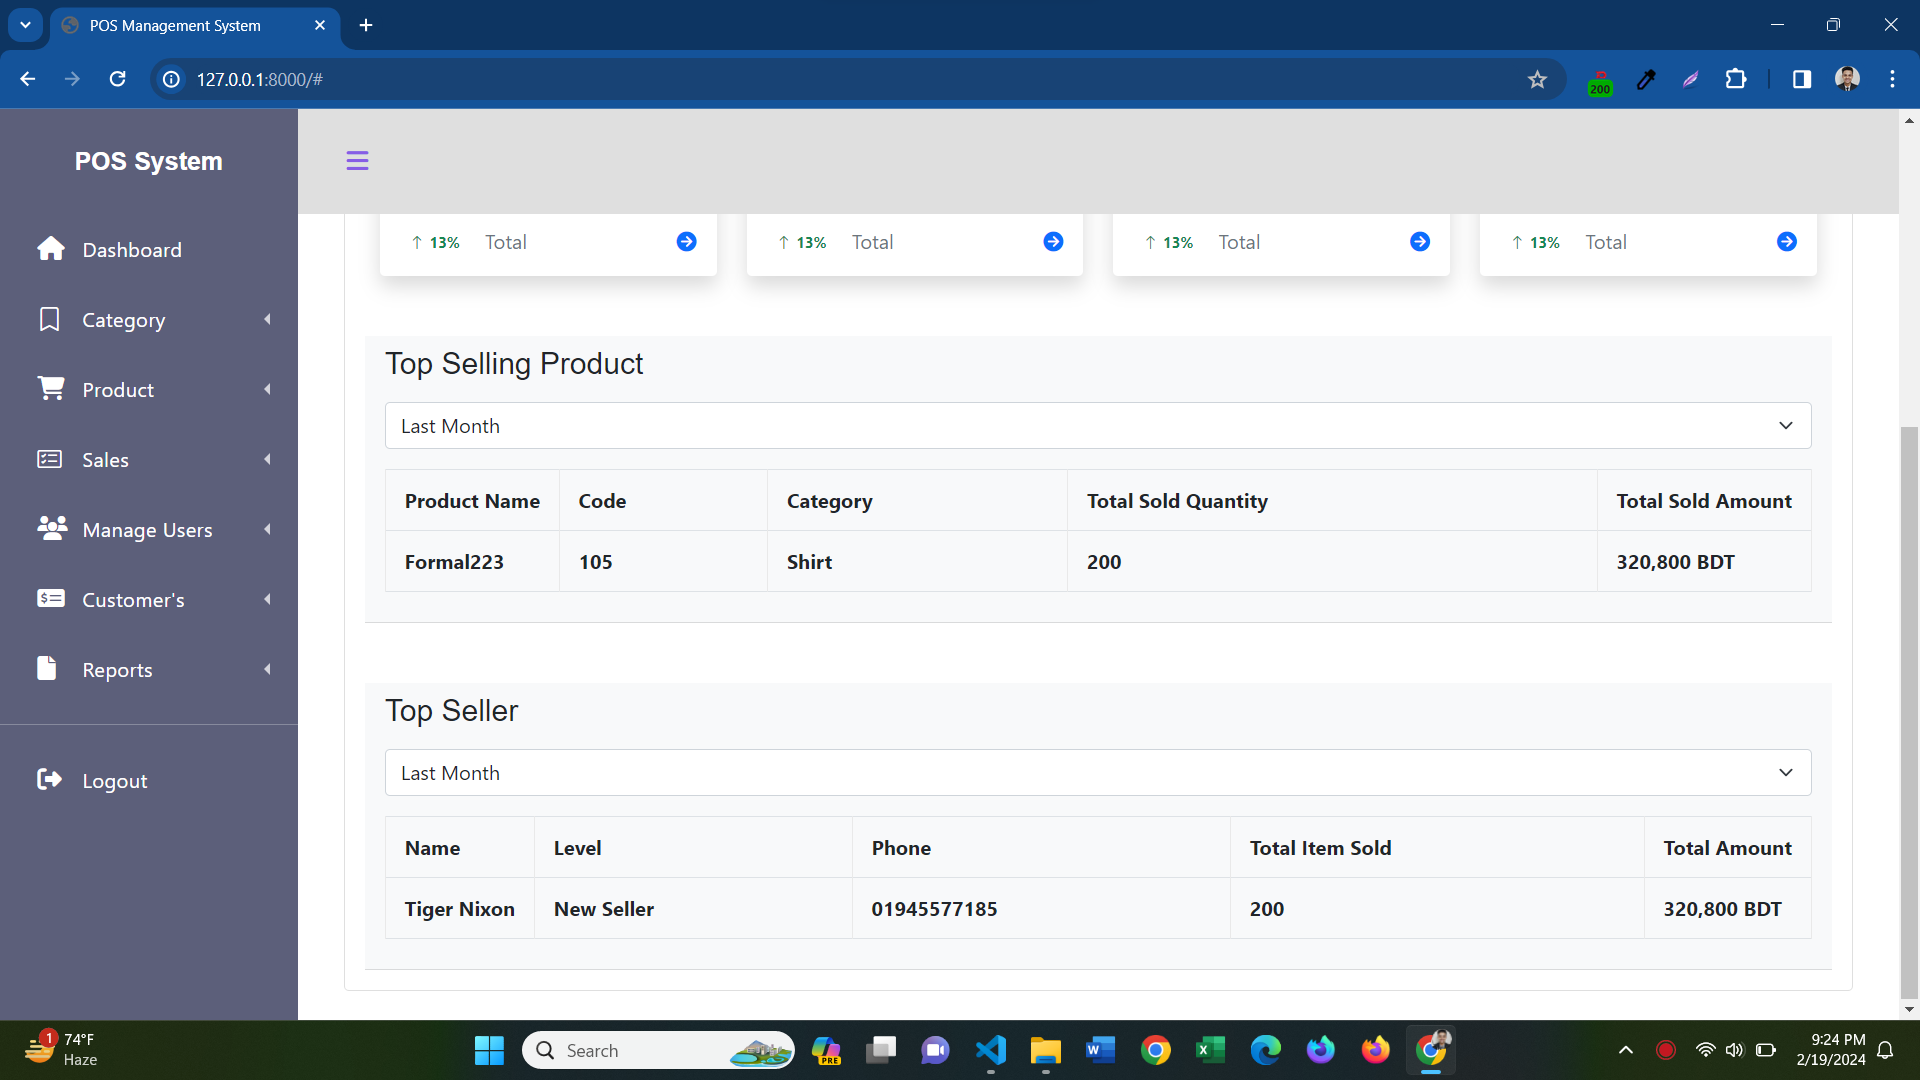 POS Management System
127.0.0.1:8000/#
200
POS System
Dashboard
Category
Product
Sales
Manage Users
Customer's
Reports
Logout
13% Total
13% Total
13% Total
13% Total
Top Selling Product
Last Month
Product Name Code Category Total Sold Quantity Total Sold Amount
Formal223 105 Shirt 200 320,800 BDT
Top Seller
Last Month
Name Level Phone Total Item Sold Total Amount
Tiger Nixon New Seller 01945577185 200 320,800 BDT
1
74°F
Haze
Search
PRE
9:24 PM
2/19/2024